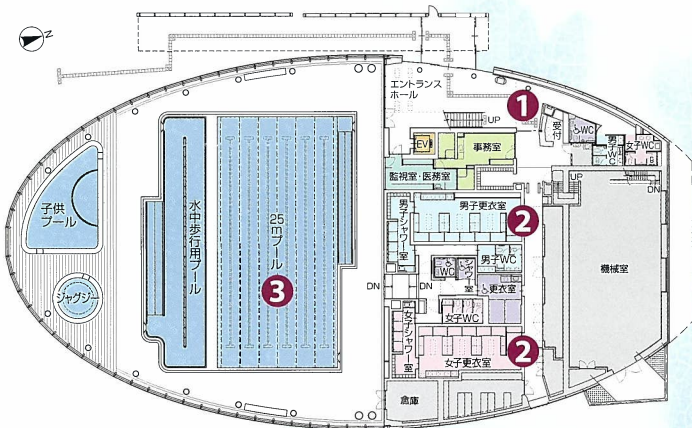 N
エントランス
ホール
1
UP
受付
WC
男子
WC
女子WC
EV
事務室
監視室・医務室
UP
DN
子供
プール
水中歩行用プール
25mプール
3
男子シャワー室
男子更衣室
2
機械室
WC
シャワー室
男子WC
DN
DN
更衣室
女子WC
女子シャワー室
女子更衣室
2
ジャグジー
倉庫